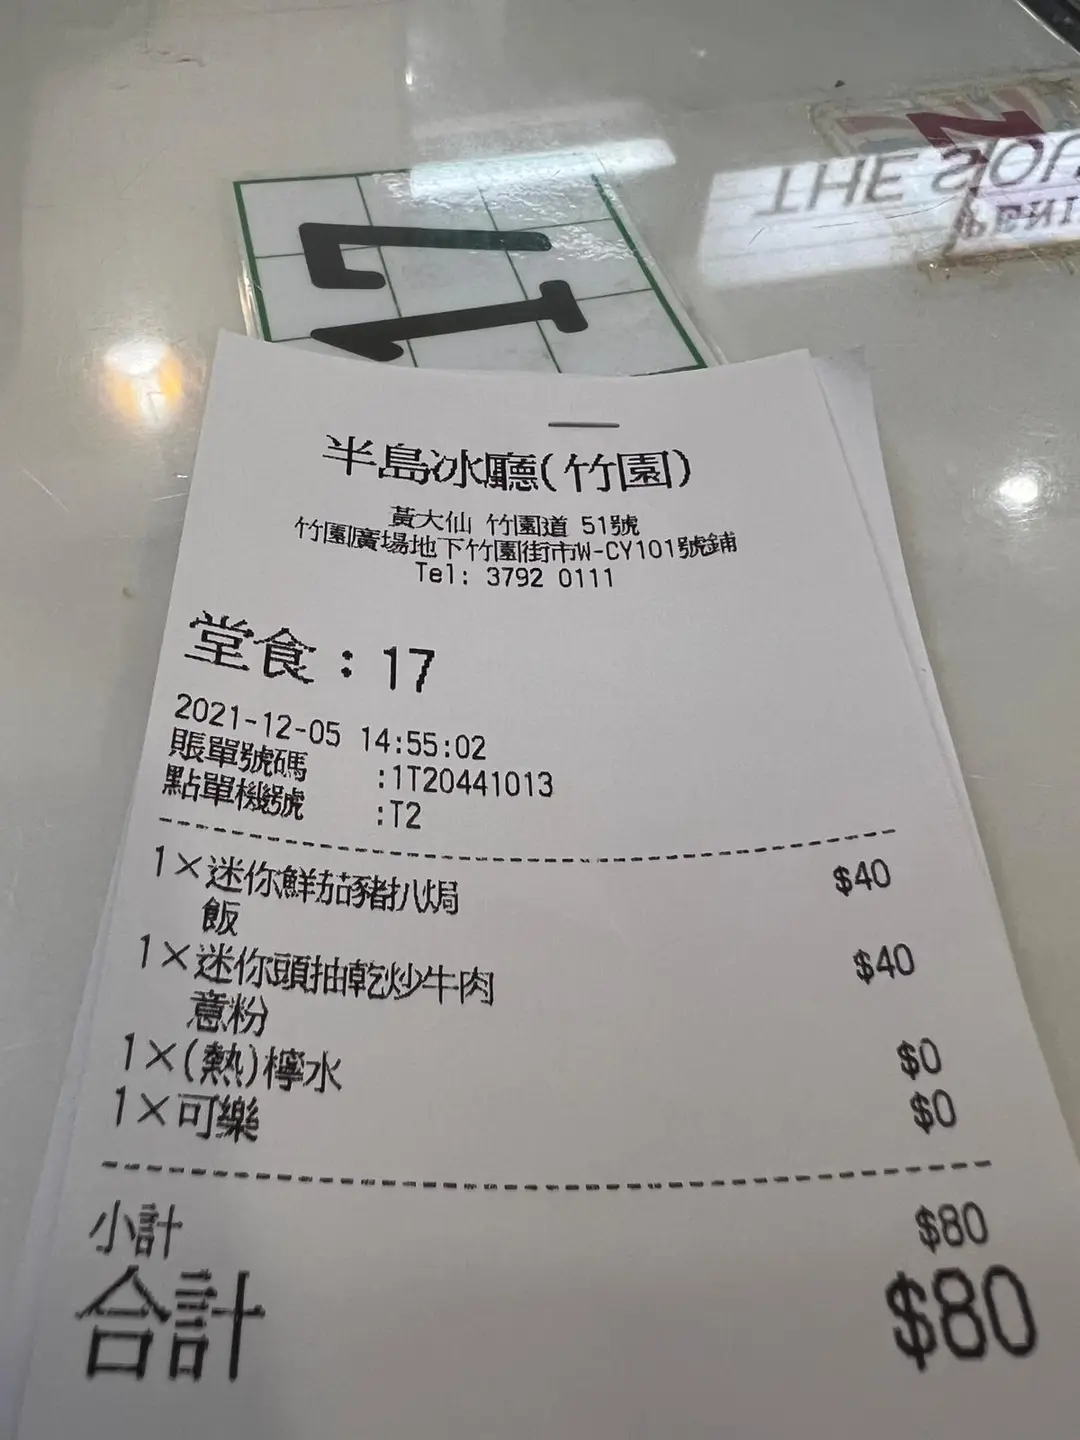 17
THE SOU
PENI
半島冰廳(竹園)
黃大仙 竹園道 51號
竹園廣場地下竹園街市W-CY101號鋪
Tel: 3792 0111
堂食：17
2021-12-05 14:55:02
賬單號碼 :1T20441013
點單機號 :T2
1×迷你鮮茄豬扒焗 $40
飯
1×迷你頭抽乾炒牛肉 $40
意粉
1×(熱)檸水 $0
1×可樂 $0
小計 $80
合計 $80